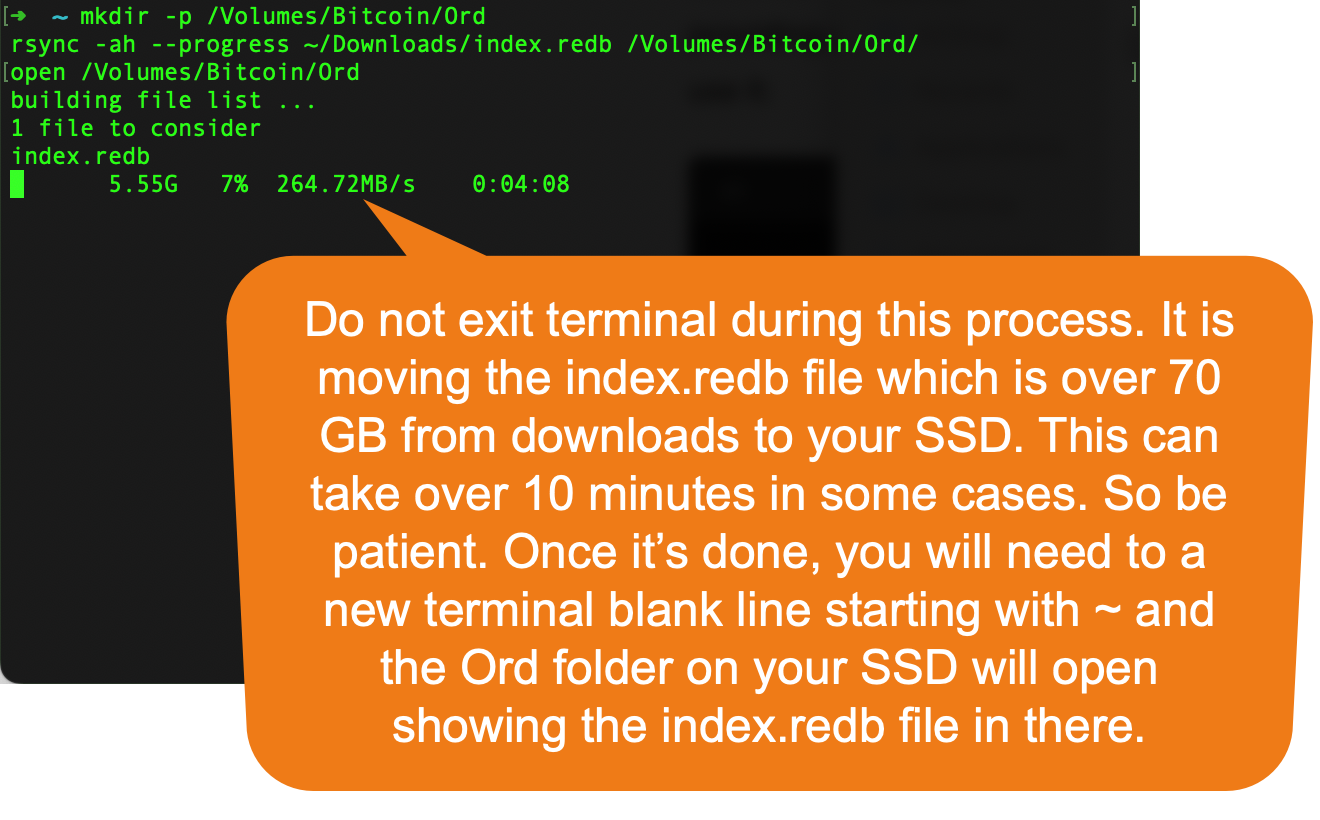 [➜ ~ mkdir -p /Volumes/Bitcoin/Ord ]
rsync -ah --progress ~/Downloads/index.redb /Volumes/Bitcoin/Ord/
[open /Volumes/Bitcoin/Ord ]
building file list ...
1 file to consider
index.redb
5.55G 7% 264.72MB/s 0:04:08
Do not exit terminal during this process. It is
moving the index.redb file which is over 70
GB from downloads to your SSD. This can
take over 10 minutes in some cases. So be
patient. Once it’s done, you will need to a
new terminal blank line starting with ~ and
the Ord folder on your SSD will open
showing the index.redb file in there.